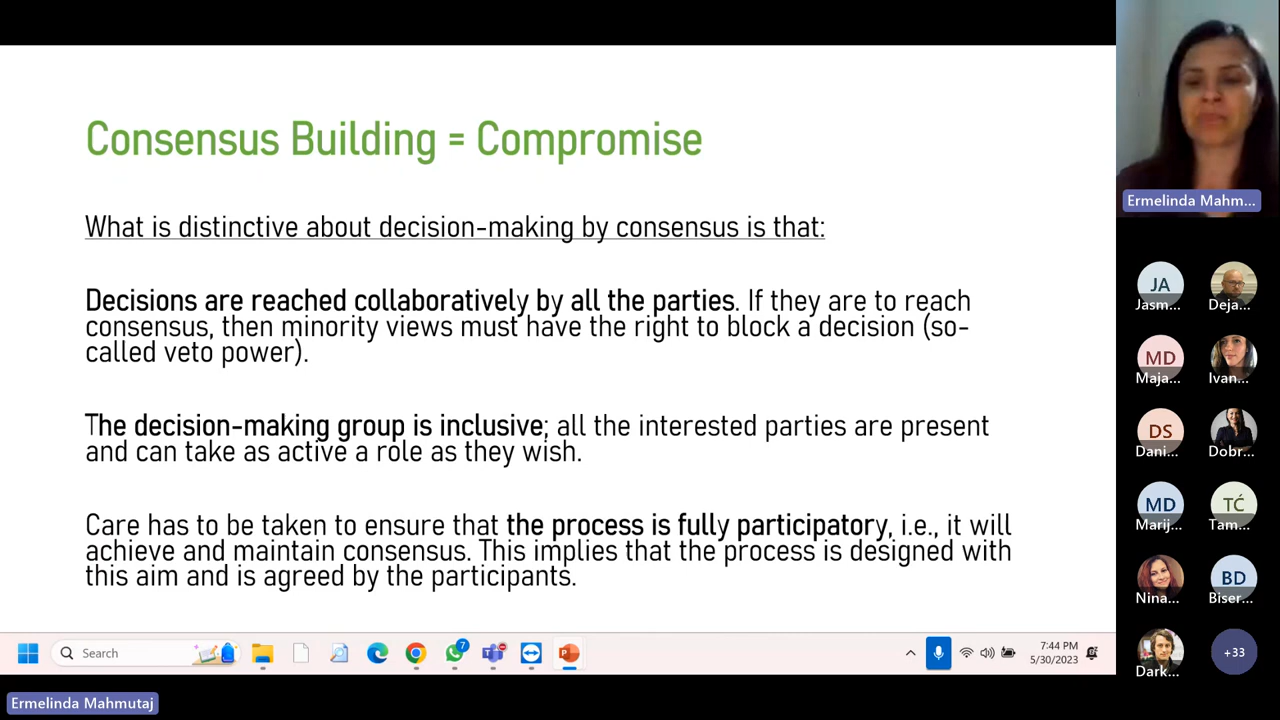 Consensus Building = Compromise
What is distinctive about decision-making by consensus is that:
Decisions are reached collaboratively by all the parties. If they are to reach
consensus, then minority views must have the right to block a decision (so-
called veto power).
The decision-making group is inclusive; all the interested parties are present
and can take as active a role as they wish.
Care has to be taken to ensure that the process is fully participatory, i.e., it will
achieve and maintain consensus. This implies that the process is designed with
this aim and is agreed by the participants.
Ermelinda Mahm...
JA
Jasm...
Deja...
MD
Maja...
Ivan...
DS
Dani...
Dobr...
MD
Marij...
TĆ
Tam...
Nina...
BD
Biser...
Dark...
+33
Search
7
7:44 PM
5/30/2023
Ermelinda Mahmutaj